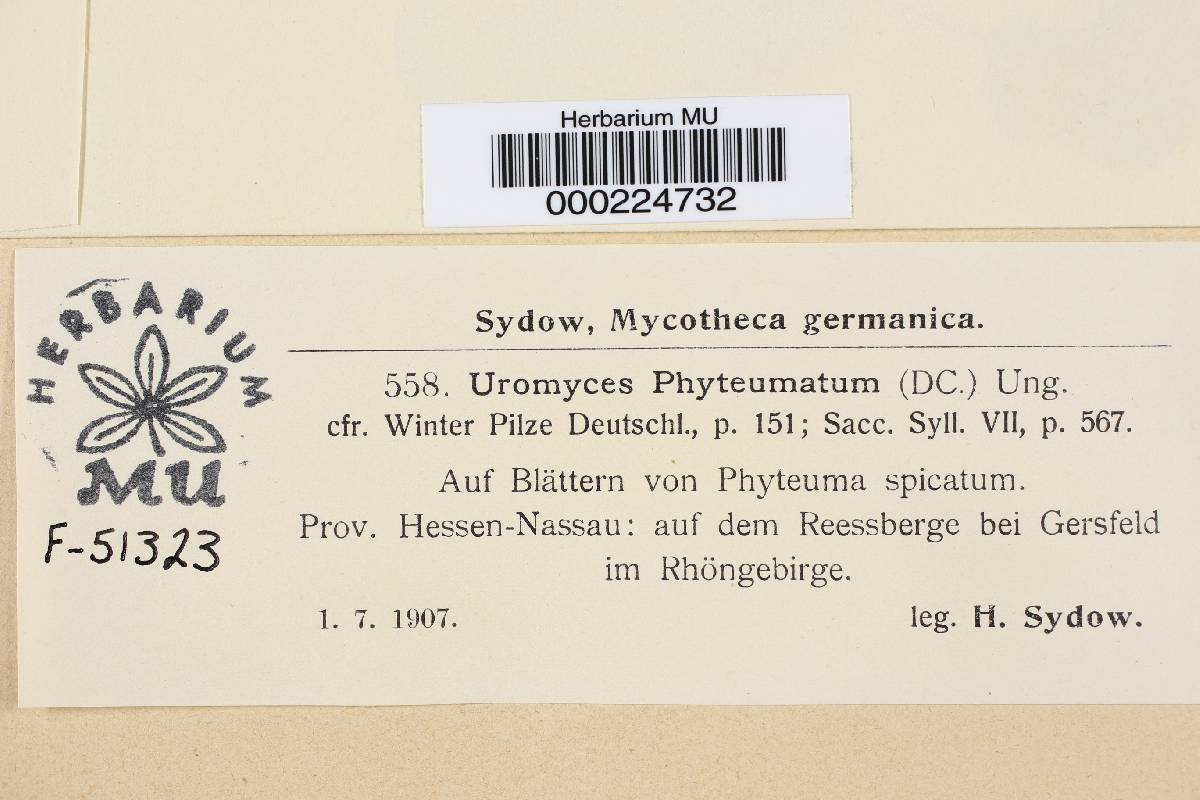 Herbarium MU
000224732
HERBARIUM
MU
F-51323
Sydow, Mycotheca germanica.
558. Uromyces Phyteumatum (DC.) Ung.
cfr. Winter Pilze Deutschl., p. 151; Sacc. Syll. VII, p. 567.
Auf Blättern von Phyteuma spicatum.
Prov. Hessen-Nassau: auf dem Reessberge bei Gersfeld
im Rhöngebirge.
1. 7. 1907. leg. H. Sydow.